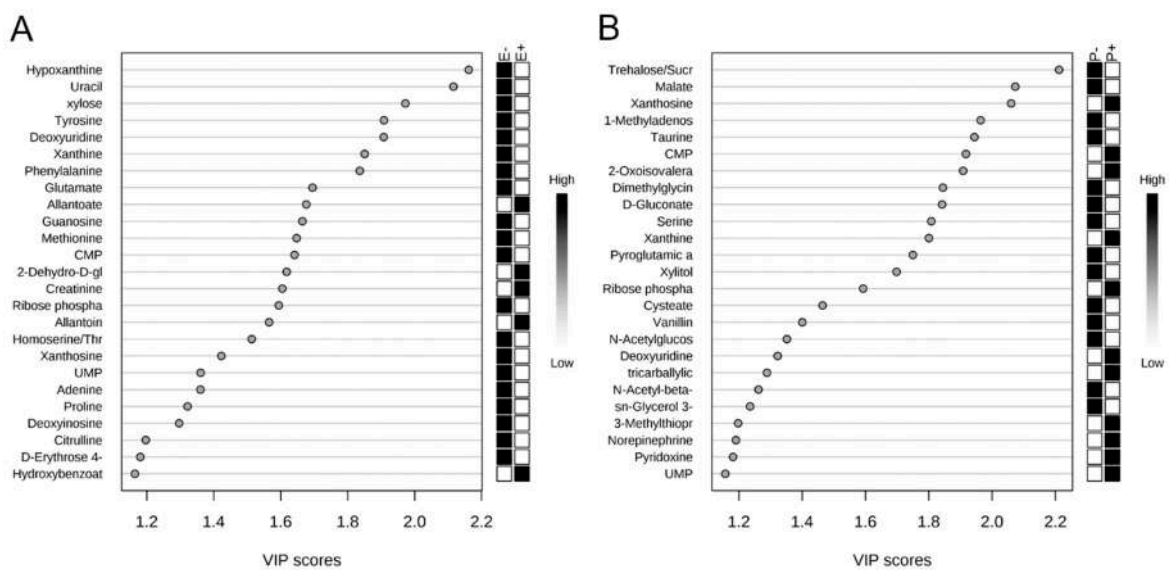 A
E-
E+
Hypoxanthine
Uracil
xylose
Tyrosine
Deoxyuridine
Xanthine
Phenylalanine
Glutamate
Allantoate
Guanosine
Methionine
CMP
2-Dehydro-D-gl
Creatinine
Ribose phospha
Allantoin
Homoserine/Thr
Xanthosine
UMP
Adenine
Proline
Deoxyinosine
Citrulline
D-Erythrose 4-
Hydroxybenzoat
High
Low
1.2 1.4 1.6 1.8 2.0 2.2
VIP scores
B
P-
P+
Trehalose/Sucr
Malate
Xanthosine
1-Methyladenos
Taurine
CMP
2-Oxoisovalera
Dimethylglycin
D-Gluconate
Serine
Xanthine
Pyroglutamic a
Xylitol
Ribose phospha
Cysteate
Vanillin
N-Acetylglucos
Deoxyuridine
tricarballylic
N-Acetyl-beta-
sn-Glycerol 3-
3-Methylthiopr
Norepinephrine
Pyridoxine
UMP
High
Low
1.2 1.4 1.6 1.8 2.0 2.2
VIP scores